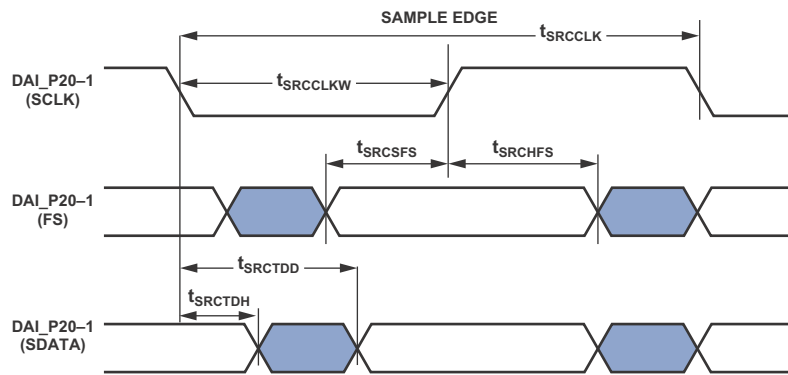 SAMPLE EDGE
tSRCCLK
DAI_P20–1
(SCLK)
tSRCCLKW
tSRCSFS
tSRCHFS
DAI_P20–1
(FS)
tSRCTDD
tSRCTDH
DAI_P20–1
(SDATA)